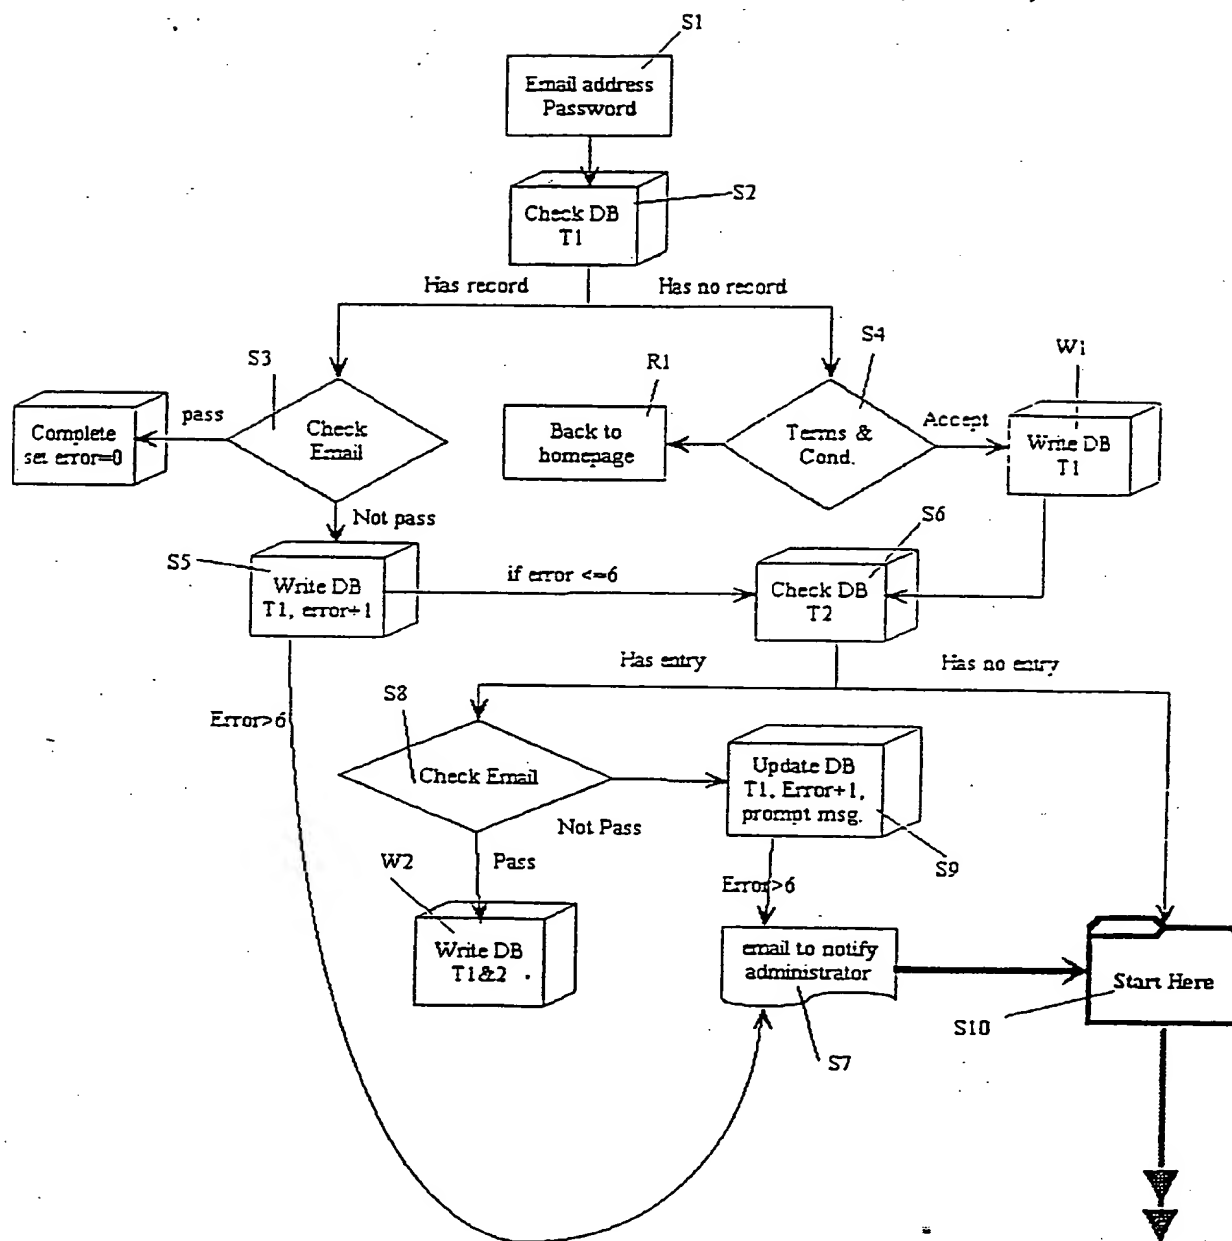 S1
Email address
Password
S2
Check DB
T1
Has record
Has no record
S3
S4
R1
W1
pass
Complete
set error=0
Check
Email
Back to
homepage
Terms &
Cond.
Accept
Write DB
T1
Not pass
S6
S5
Write DB
T1, error+1
if error <=6
Check DB
T2
Has entry
Has no entry
S8
Error>6
Check Email
Update DB
T1, Error+1,
prompt msg.
Not Pass
W2
Pass
S9
Error>6
Write DB
T1&2
email to notify
administrator
Start Here
S10
S7